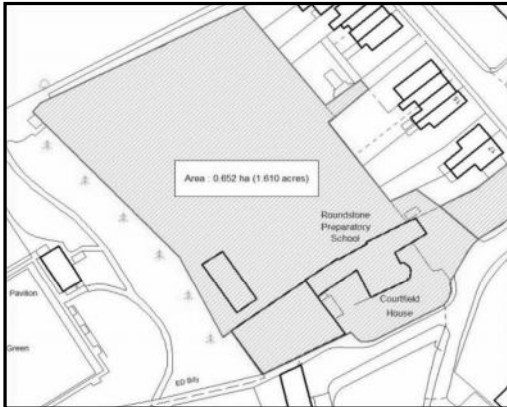 Area : 0.652 ha (1.610 acres)
Roundstone
Preparatory
School
Courtfield
House
Pavilion
Green
ED Bdy